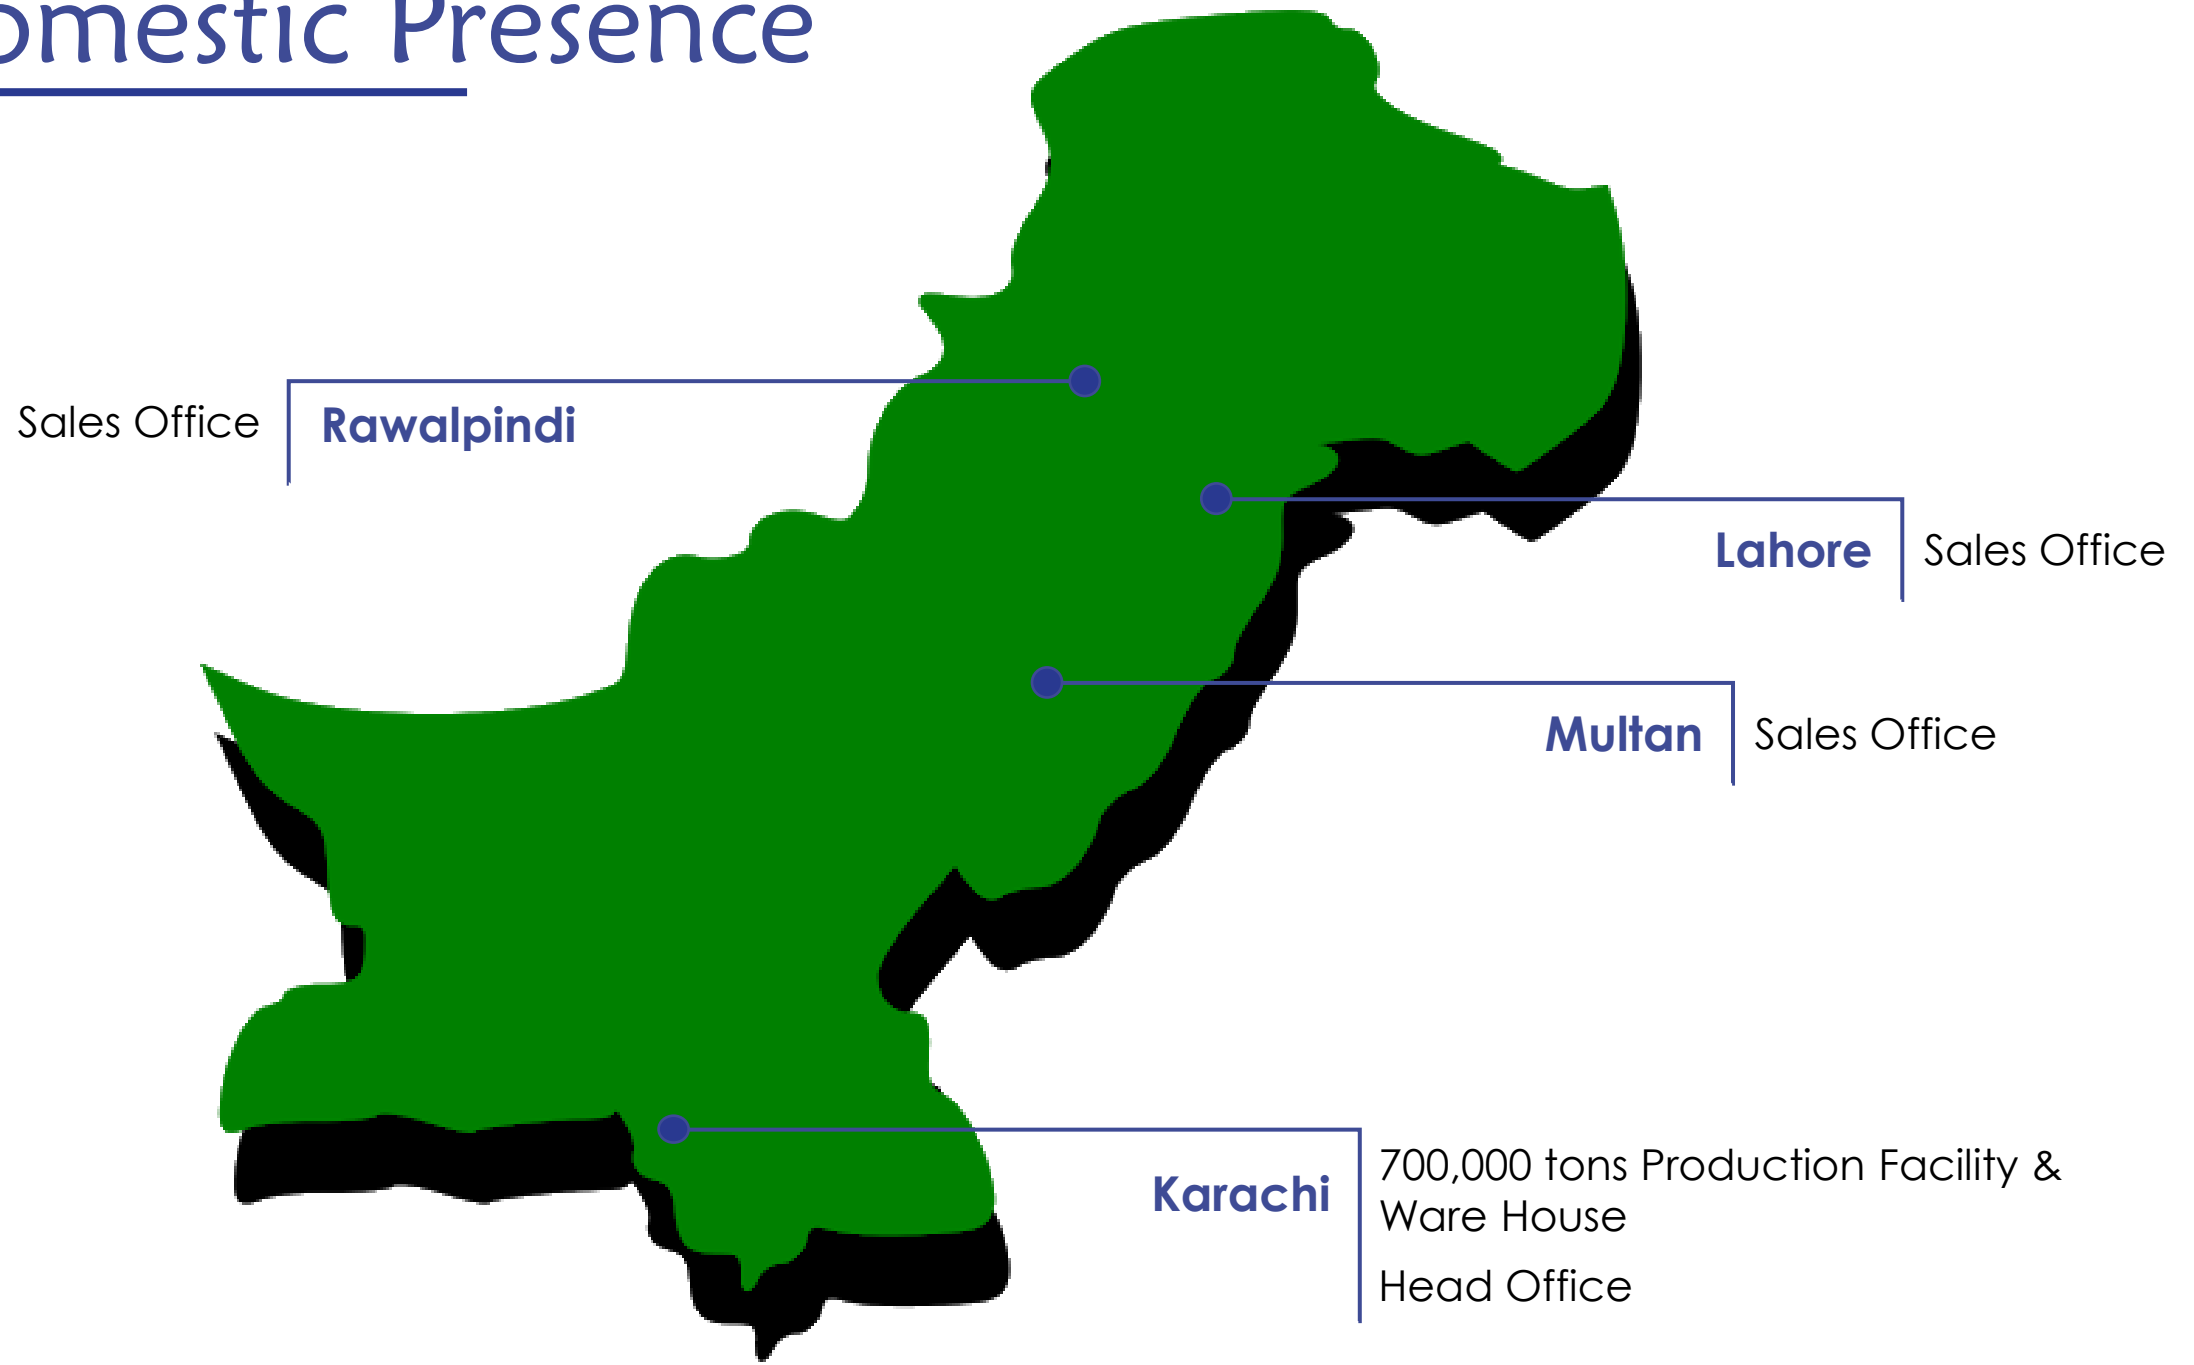 omestic Presence
Sales Office
Rawalpindi
Lahore
Sales Office
Multan
Sales Office
Karachi
700,000 tons Production Facility &
Ware House
Head Office